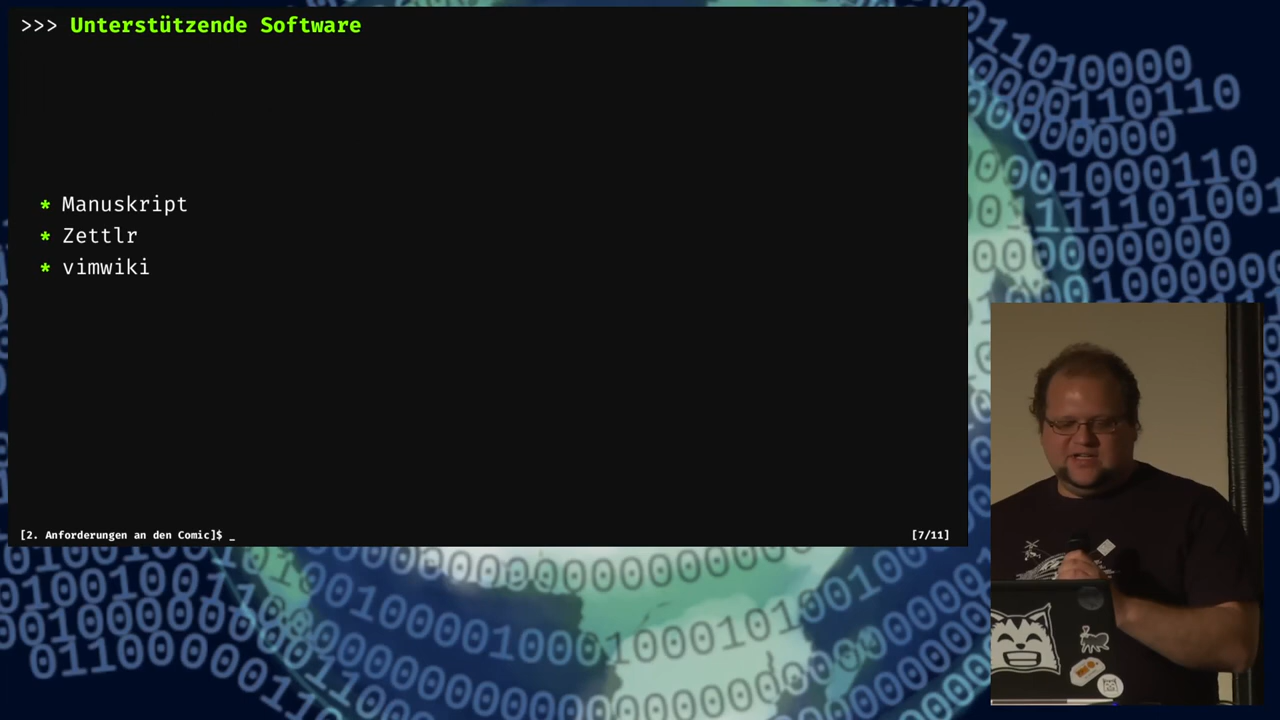 >>> Unterstützende Software
* Manuskript
* Zettlr
* vimwiki
[2. Anforderungen an den Comic]$ _
[7/11]